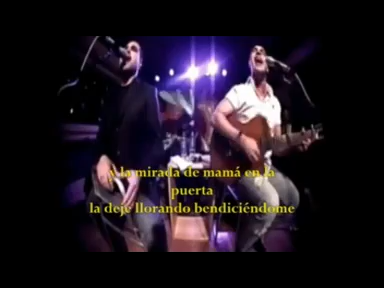 y la mirada de mamá en la
puerta
la deje llorando bendiciéndome